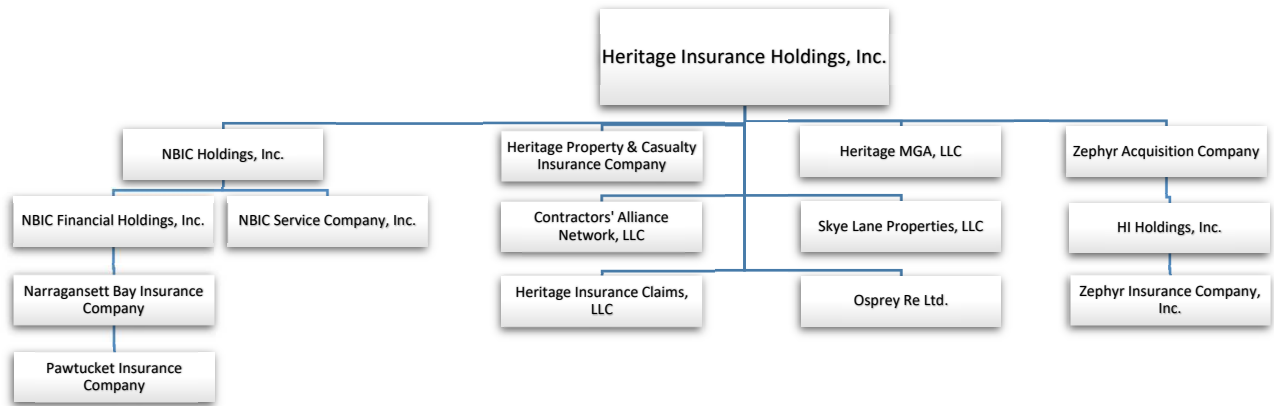 Heritage Insurance Holdings, Inc.
NBIC Holdings, Inc.
Heritage Property & Casualty
Insurance Company
Heritage MGA, LLC
Zephyr Acquisition Company
NBIC Financial Holdings, Inc.
NBIC Service Company, Inc.
Contractors' Alliance
Network, LLC
Skye Lane Properties, LLC
HI Holdings, Inc.
Narragansett Bay Insurance
Company
Heritage Insurance Claims,
LLC
Osprey Re Ltd.
Zephyr Insurance Company,
Inc.
Pawtucket Insurance
Company